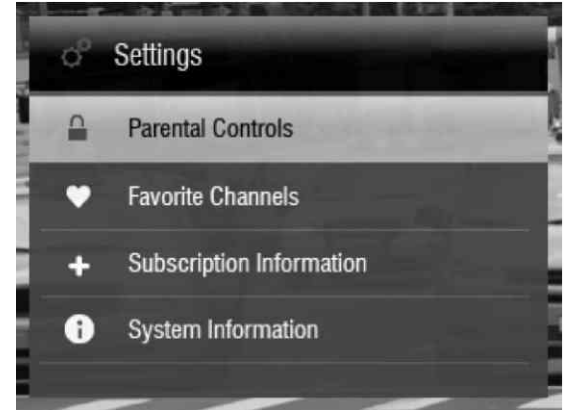 Settings
Parental Controls
Favorite Channels
Subscription Information
System Information